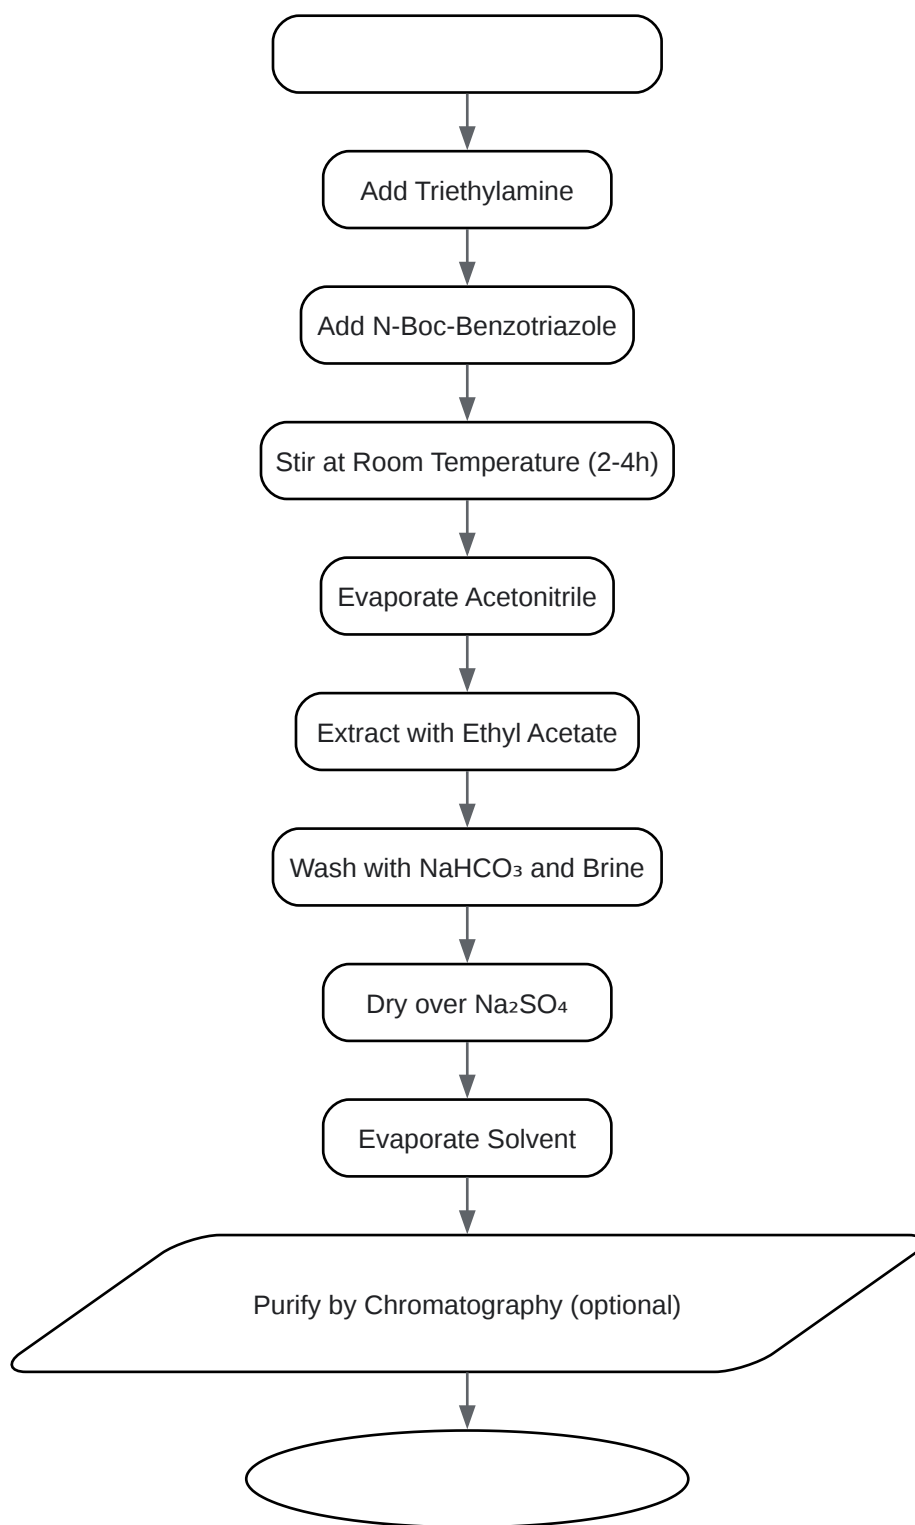 Add Triethylamine
Add N-Boc-Benzotriazole
Stir at Room Temperature (2-4h)
Evaporate Acetonitrile
Extract with Ethyl Acetate
Wash with NaHCO₃ and Brine
Dry over Na₂SO₄
Evaporate Solvent
Purify by Chromatography (optional)